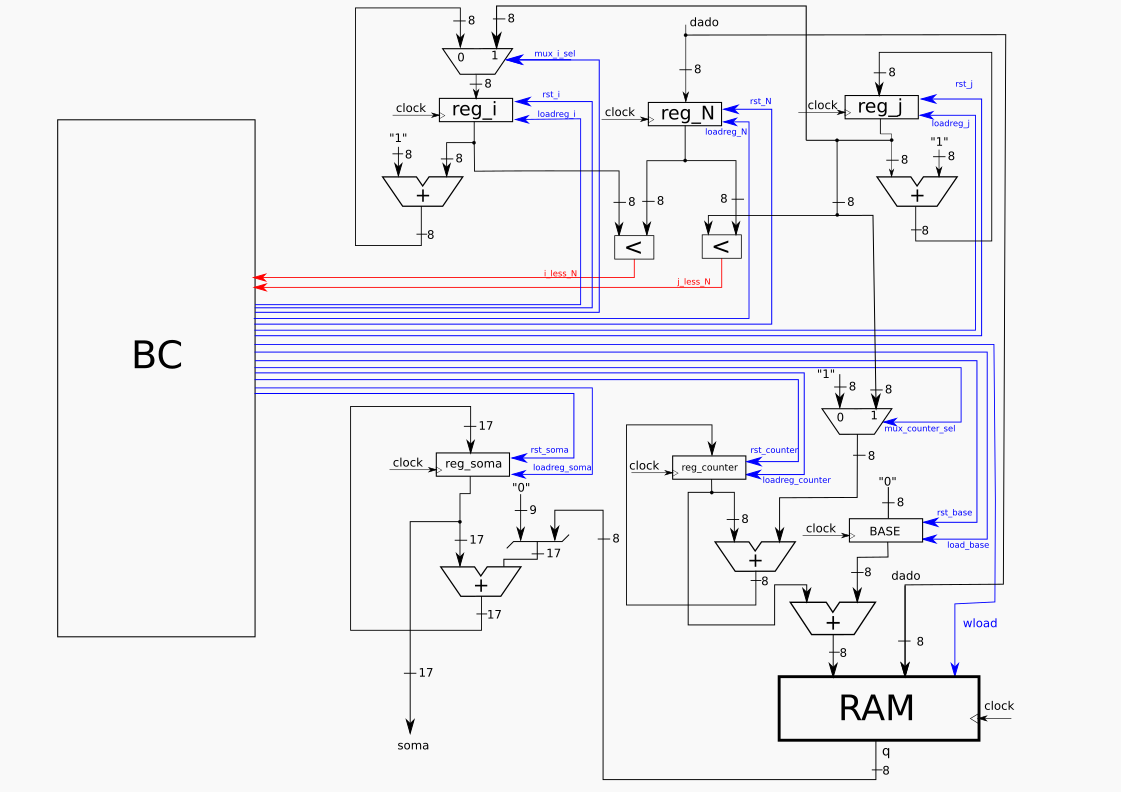 8
8
dado
0
1
mux_i_sel
8
8
8
rst_i
clock
reg_i
loadreg_i
clock
reg_N
rst_N
loadreg_N
clock
reg_j
rst_j
loadreg_j
"1"
8
8
+
8
8
8
8
8
8
"1"
8
+
8
<
<
i_less_N
j_less_N
BC
"1"
8
8
0
1
mux_counter_sel
8
17
clock
reg_soma
rst_soma
loadreg_soma
clock
reg_counter
rst_counter
loadreg_counter
"0"
9
17
17
+
17
8
8
+
8
"0"
8
clock
BASE
rst_base
load_base
8
dado
+
8
8
wload
17
soma
RAM
clock
q
8